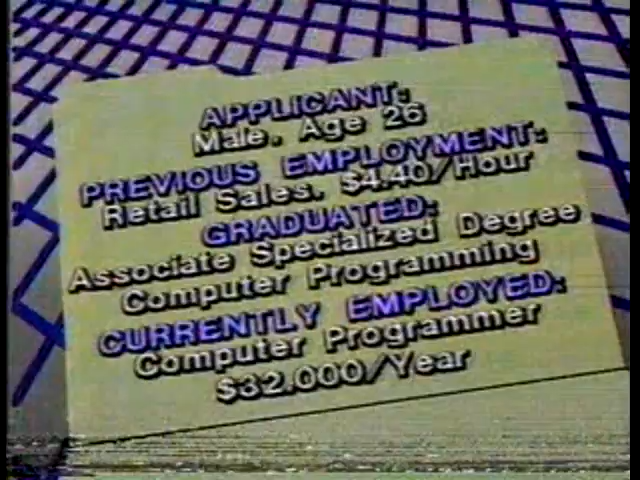 APPLICANT:
Male, Age 26
PREVIOUS EMPLOYMENT:
Retail Sales, $4.40/Hour
GRADUATED:
Associate Specialized Degree
Computer Programming
CURRENTLY EMPLOYED:
Computer Programmer
$32,000/Year